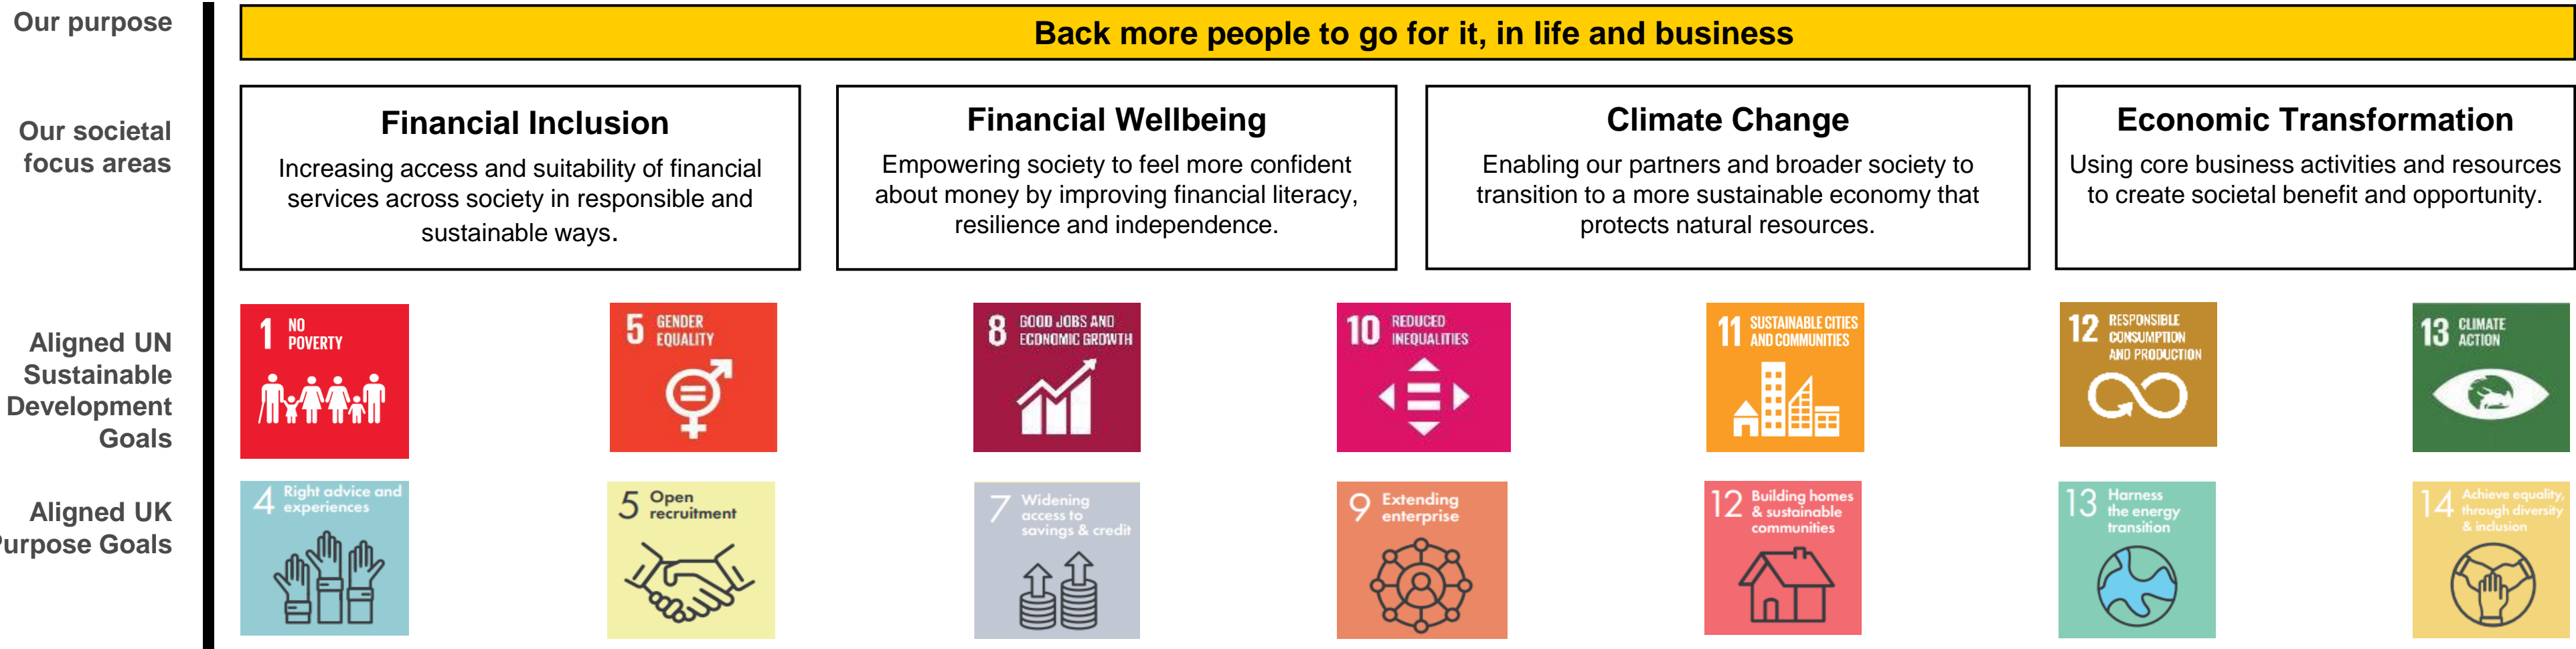 Our purpose
Back more people to go for it, in life and business
Our societal
focus areas
Financial Inclusion
Increasing access and suitability of financial
services across society in responsible and
sustainable ways.
Financial Wellbeing
Empowering society to feel more confident
about money by improving financial literacy,
resilience and independence.
Climate Change
Enabling our partners and broader society to
transition to a more sustainable economy that
protects natural resources.
Economic Transformation
Using core business activities and resources
to create societal benefit and opportunity.
Aligned UN
Sustainable
Development
Goals
1 NO
POVERTY
5 GENDER
EQUALITY
8 GOOD JOBS AND
ECONOMIC GROWTH
10 REDUCED
INEQUALITIES
11 SUSTAINABLE CITIES
AND COMMUNITIES
12 RESPONSIBLE
CONSUMPTION
AND PRODUCTION
13 CLIMATE
ACTION
Aligned UK
Purpose Goals
4 Right advice and
experiences
5 Open
recruitment
7 Widening
access to
savings & credit
9 Extending
enterprise
12 Building homes
& sustainable
communities
13 Harness
the energy
transition
14 Achieve equality,
through diversity
& inclusion